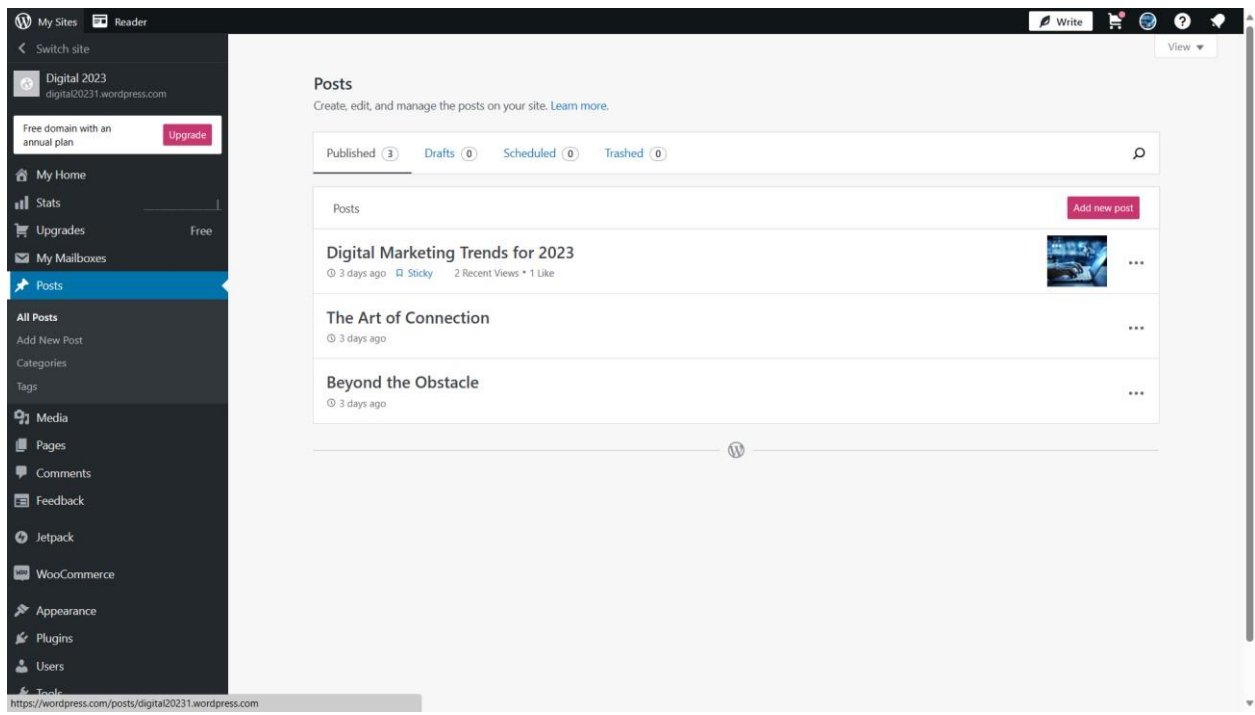 My Sites Reader Write
Switch site
View
Digital 2023
digital20231.wordpress.com
Free domain with an
annual plan
Upgrade
My Home
Stats
Upgrades Free
My Mailboxes
Posts
All Posts
Add New Post
Categories
Tags
Media
Pages
Comments
Feedback
Jetpack
WooCommerce
Appearance
Plugins
Users
Tools
https://wordpress.com/posts/digital20231.wordpress.com
Posts
Create, edit, and manage the posts on your site. Learn more.
Published 3 Drafts 0 Scheduled 0 Trashed 0
Posts Add new post
Digital Marketing Trends for 2023
3 days ago Sticky 2 Recent Views • 1 Like
The Art of Connection
3 days ago
Beyond the Obstacle
3 days ago